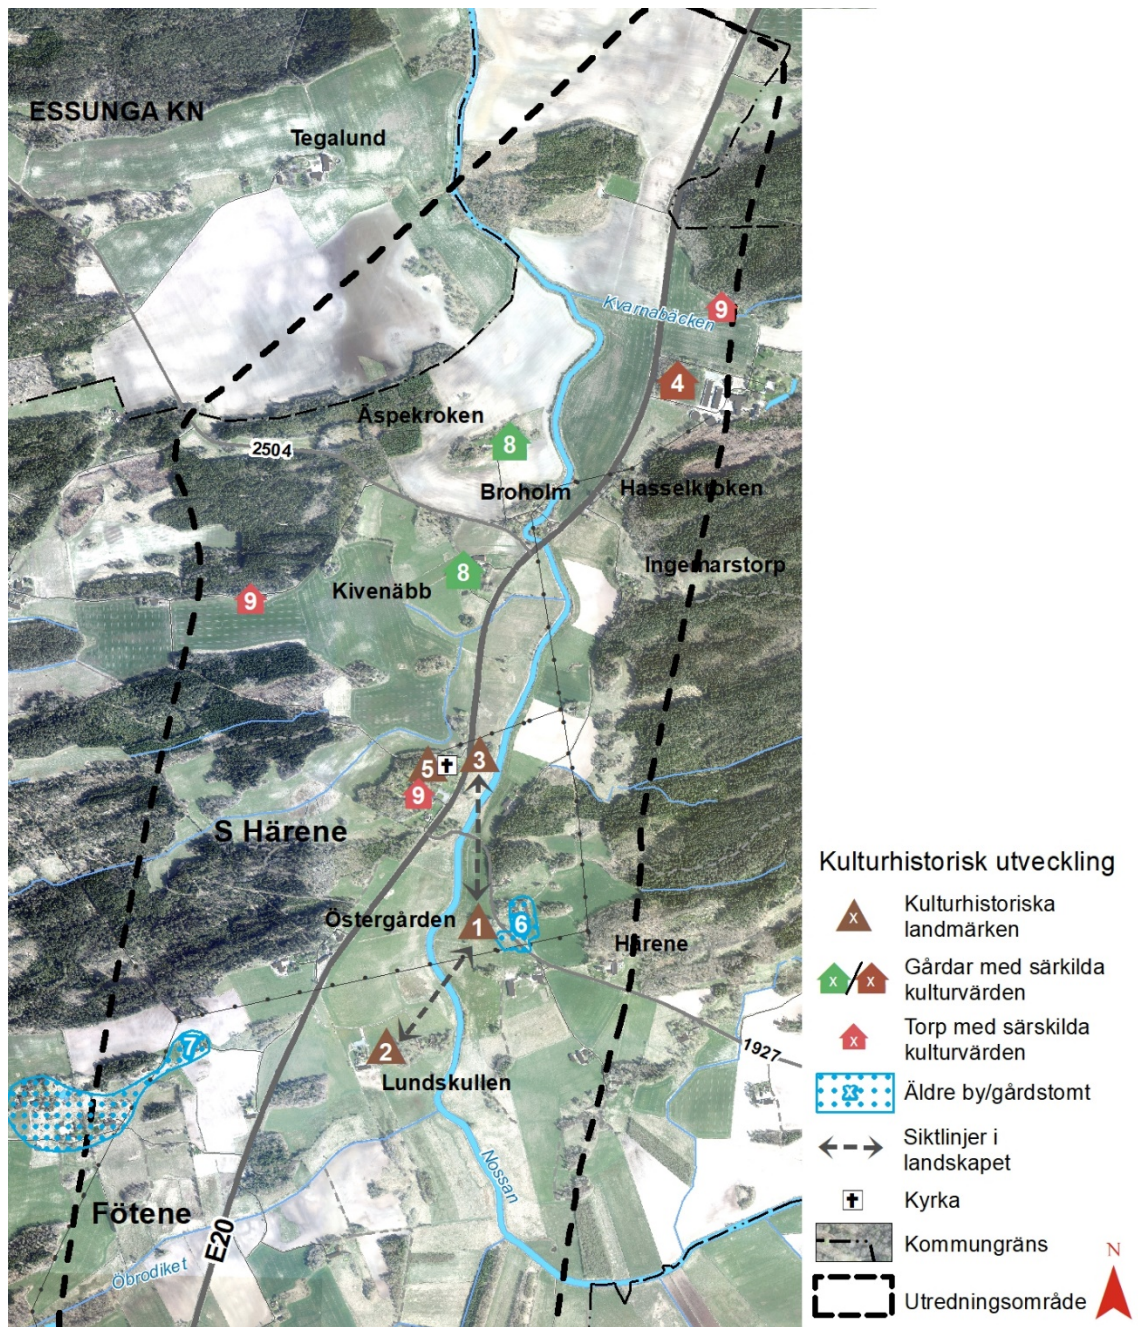 ESSUNGA KN
Tegalund
Kvarnabäcken
9
4
Äspekroken
8
2504
Broholm
Hasselkroken
Ingemarstorp
8
Kivenäbb
9
3
5
9
S Härene
Östergården
1
6
Härene
7
2
Lundskullen
1927
Nossan
Fötene
E20
Öbrodiket
Kulturhistorisk utveckling
x
Kulturhistoriska
landmärken
x
x
Gårdar med särkilda
kulturvärden
x
Torp med särskilda
kulturvärden
x
Äldre by/gårdstomt
Siktlinjer i
landskapet
Kyrka
Kommungräns
N
Utredningsområde